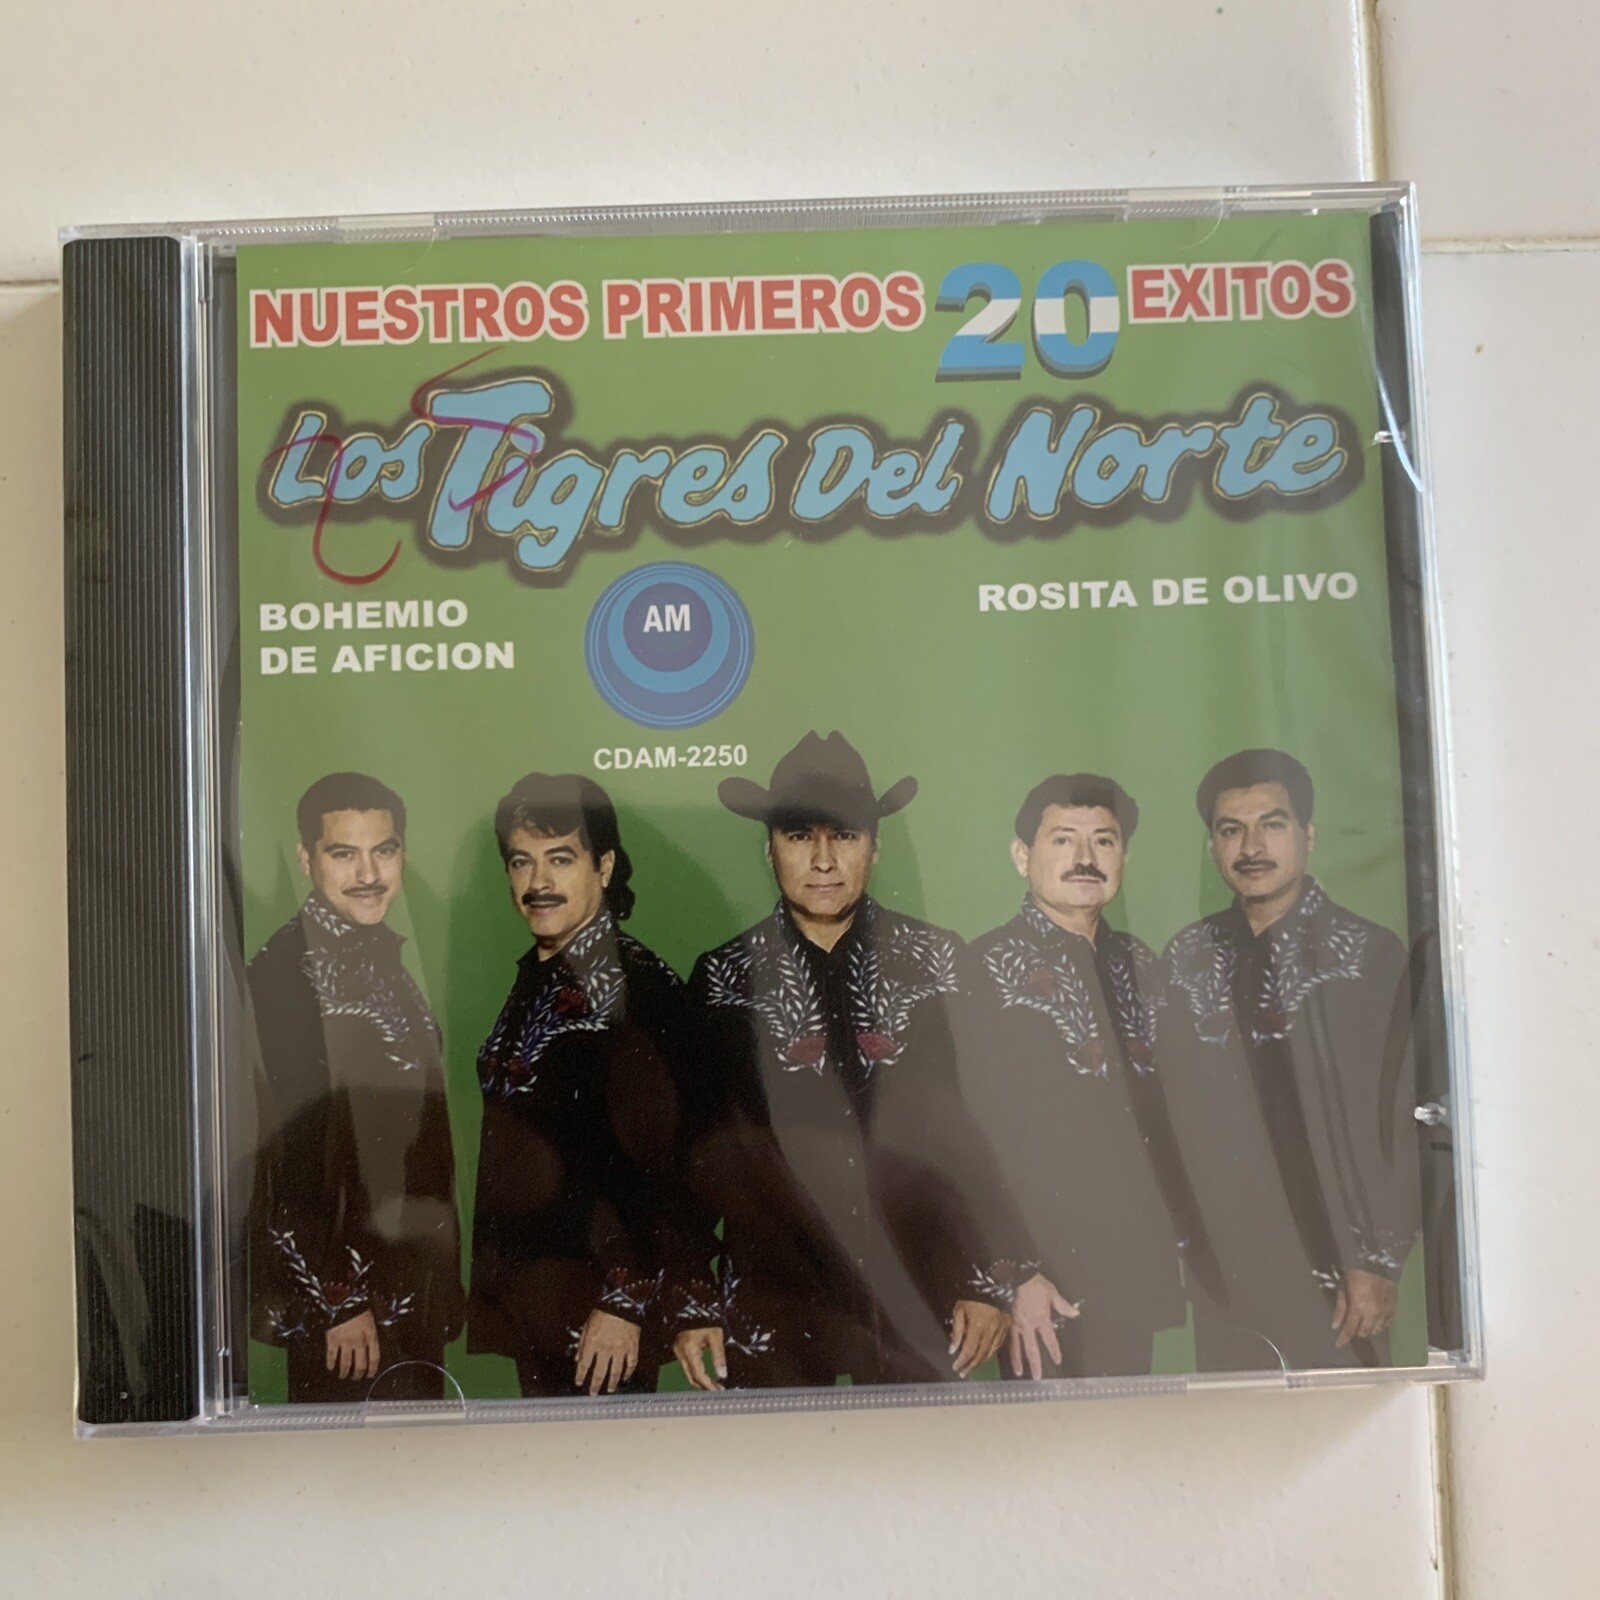 NUESTROS PRIMEROS 20 EXITOS
Los Tigres Del Norte
BOHEMIO
DE AFICION
AM
ROSITA DE OLIVO
CDAM-2250